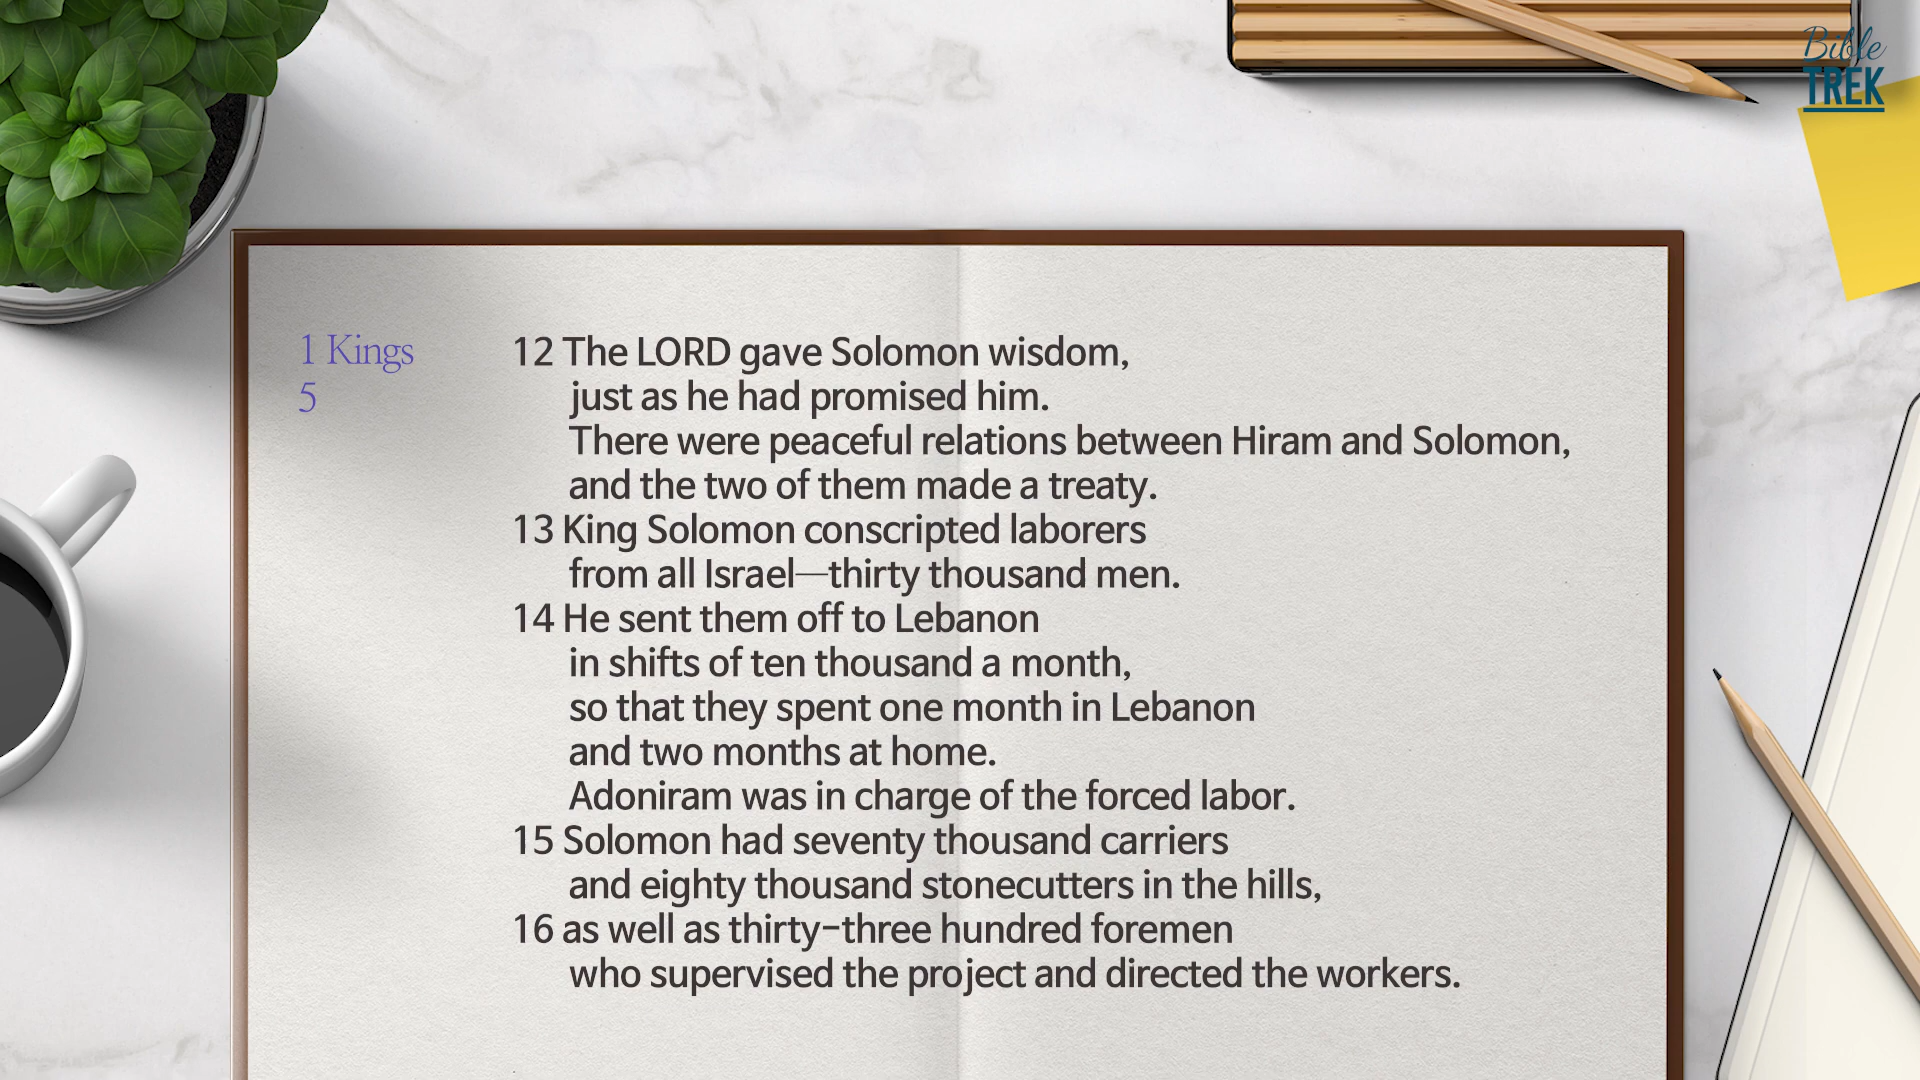 Bible
TREK
1 Kings
5
12 The LORD gave Solomon wisdom,
just as he had promised him.
There were peaceful relations between Hiram and Solomon,
and the two of them made a treaty.
13 King Solomon conscripted laborers
from all Israel—thirty thousand men.
14 He sent them off to Lebanon
in shifts of ten thousand a month,
so that they spent one month in Lebanon
and two months at home.
Adoniram was in charge of the forced labor.
15 Solomon had seventy thousand carriers
and eighty thousand stonecutters in the hills,
16 as well as thirty-three hundred foremen
who supervised the project and directed the workers.